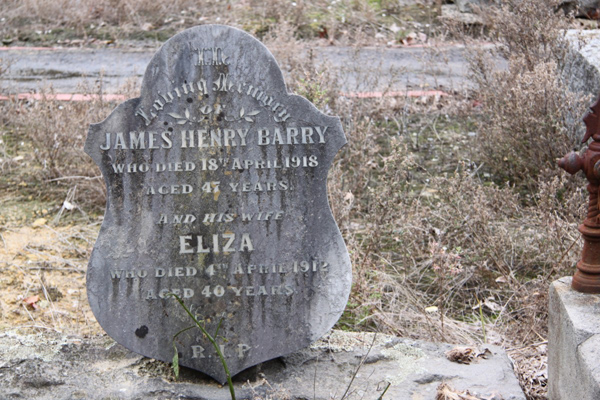 In
Loving Memory
OF
JAMES HENRY BARRY
WHO DIED 18TH APRIL 1918
AGED 47 YEARS.
AND HIS WIFE
ELIZA
WHO DIED 4TH APRIL 1912
AGED 40 YEARS
R.I.P.